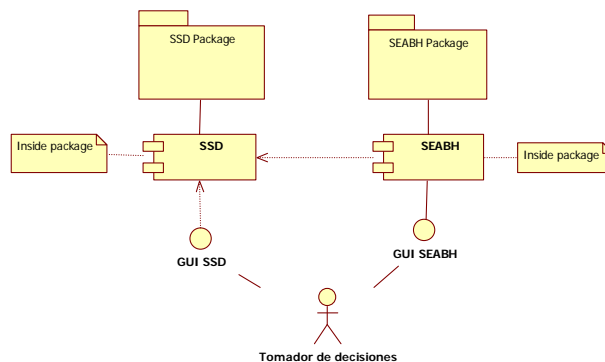 SSD Package
SEABH Package
Inside package
SSD
SEABH
Inside package
GUI SSD
GUI SEABH
Tomador de decisiones